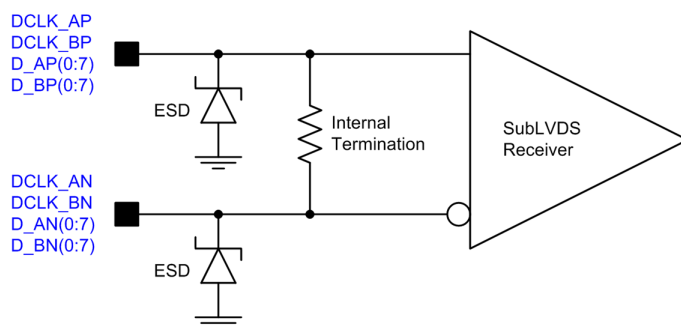 DCLK_AP
DCLK_BP
D_AP(0:7)
D_BP(0:7)
ESD
Internal
Termination
SubLVDS
Receiver
DCLK_AN
DCLK_BN
D_AN(0:7)
D_BN(0:7)
ESD